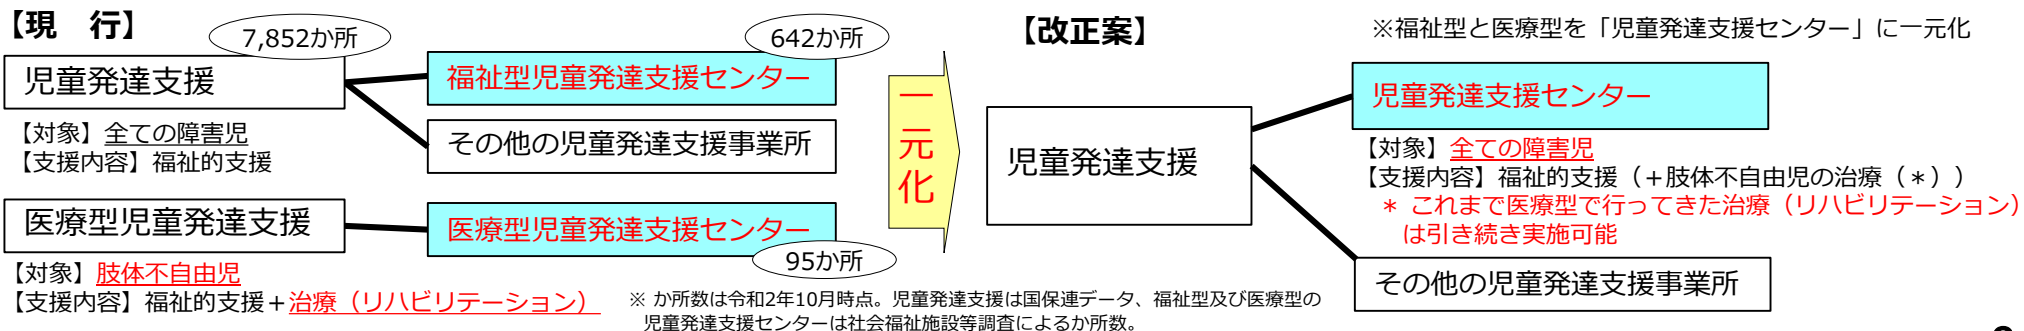 【現　行】
7,852か所
642か所
児童発達支援
福祉型児童発達支援センター
【対象】全ての障害児
【支援内容】福祉的支援
その他の児童発達支援事業所
医療型児童発達支援
医療型児童発達支援センター
95か所
【対象】肢体不自由児
【支援内容】福祉的支援＋治療（リハビリテーション）
※ か所数は令和2年10月時点。児童発達支援は国保連データ、福祉型及び医療型の
児童発達支援センターは社会福祉施設等調査によるか所数。
一元化
【改正案】
※福祉型と医療型を「児童発達支援センター」に一元化
児童発達支援
児童発達支援センター
【対象】全ての障害児
【支援内容】福祉的支援（＋肢体不自由児の治療（＊））
＊ これまで医療型で行ってきた治療（リハビリテーション）
は引き続き実施可能
その他の児童発達支援事業所